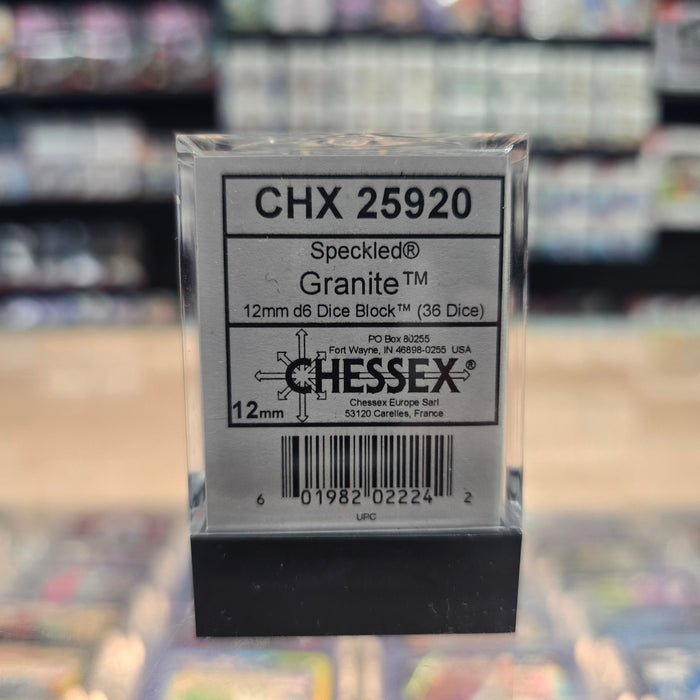 CHX 25920
Speckled®
Granite™
12mm d6 Dice Block™ (36 Dice)
PO Box 80255
Fort Wayne, IN 46898-0255 USA
CHESSEX®
Chessex Europe Sarl
53120 Carelles, France
12mm
6 01982 02224 2
UPC